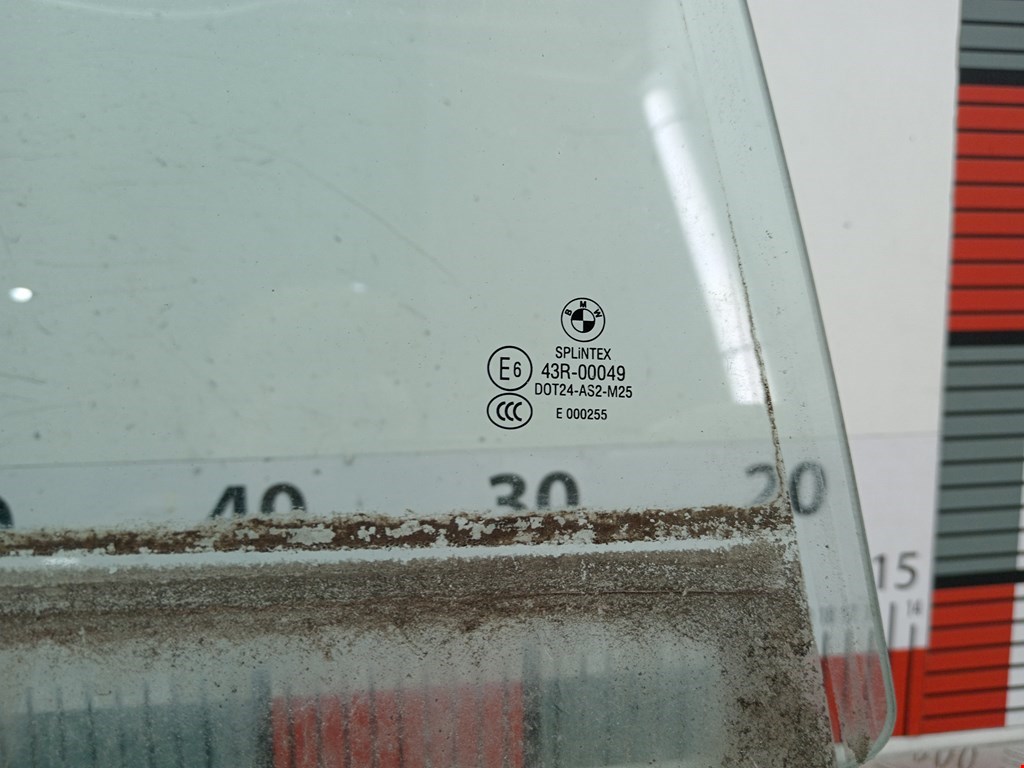 BMW
SPLiNTEX
E6 43R-00049
DOT24-AS2-M25
CCC E 000255
40 30 20
15
14